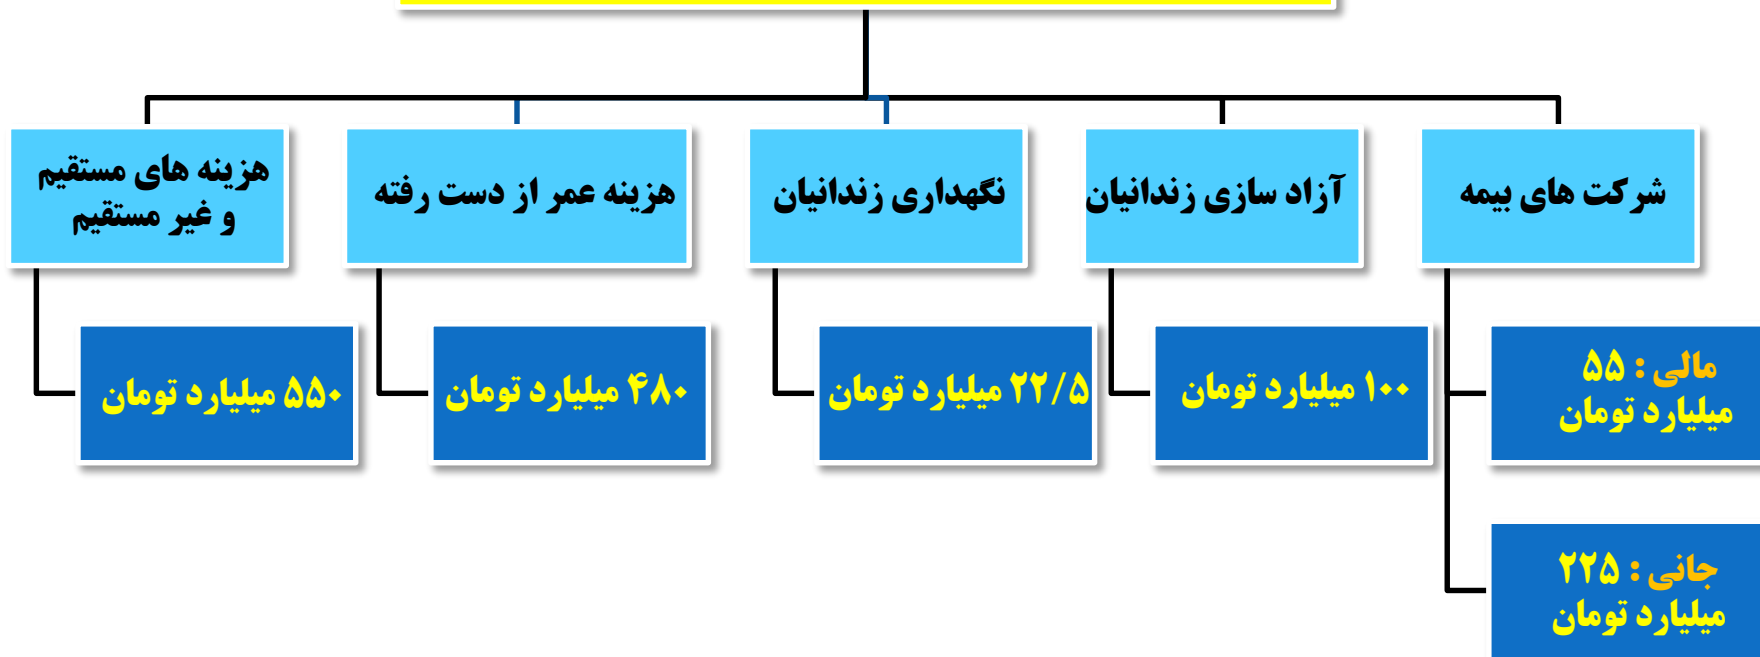 شرکت های بیمه
آزاد سازی زندانیان
نگهداری زندانیان
هزینه عمر از دست رفته
هزینه های مستقیم
و غیر مستقیم
مالی : ۵۵
میلیارد تومان
۱۰۰ میلیارد تومان
۲۲/۵ میلیارد تومان
۴۸۰ میلیارد تومان
۵۵۰ میلیارد تومان
جانی : ۲۲۵
میلیارد تومان